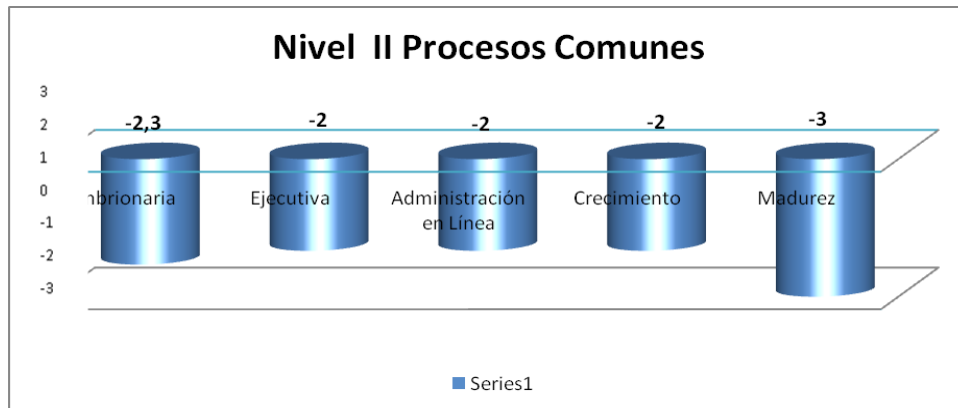 Nivel II Procesos Comunes
3
2
1
0
-1
-2
-3
-2,3
-2
-2
-2
-3
nbrionaria
Ejecutiva
Administración
en Línea
Crecimiento
Madurez
Series1